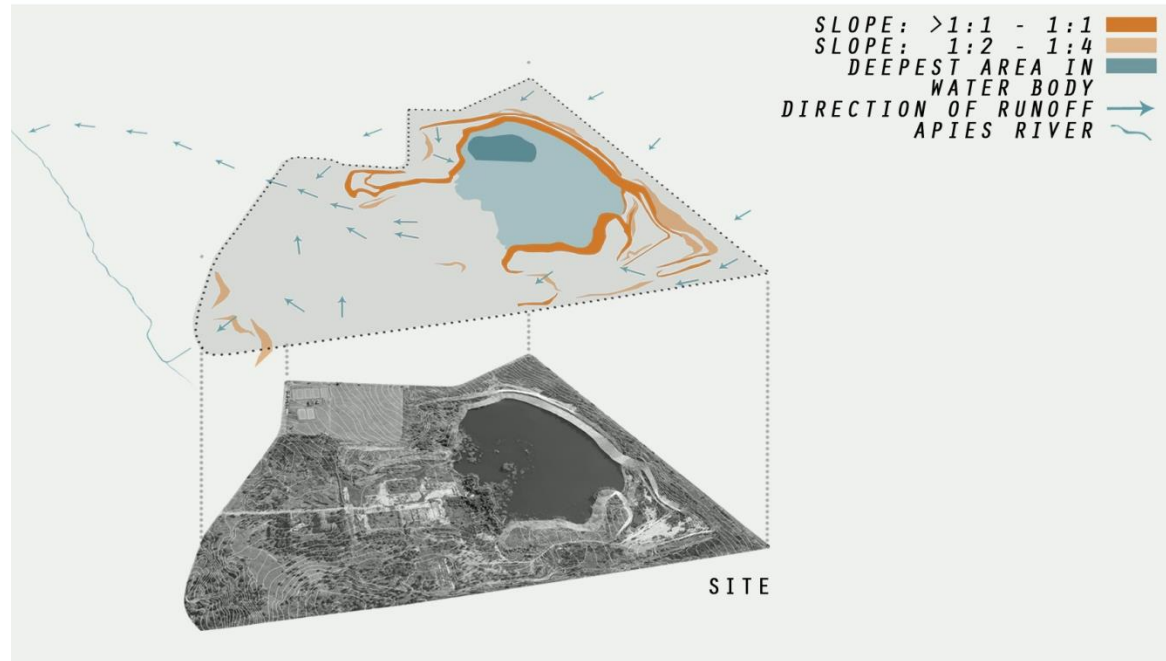 SLOPE: >1:1 - 1:1
SLOPE: 1:2 - 1:4
DEEPEST AREA IN
WATER BODY
DIRECTION OF RUNOFF
APIES RIVER
SITE